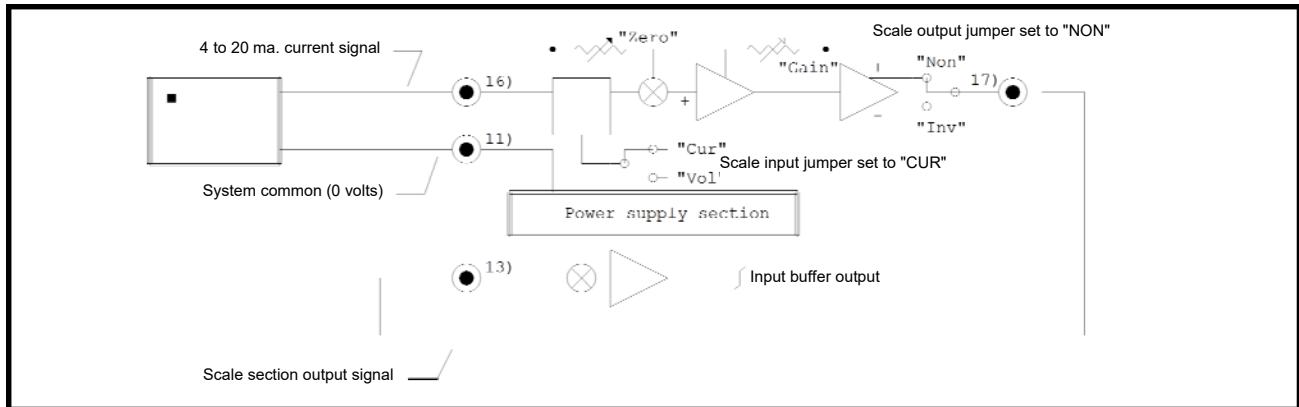 Scale output jumper set to "NON"
4 to 20 ma. current signal
"Zero"
"Gain"
"Non"
16)
17)
+
+
−
"Inv"
11)
"Cur"
Scale input jumper set to "CUR"
"Vol'
System common (0 volts)
Power supply section
13)
Input buffer output
Scale section output signal